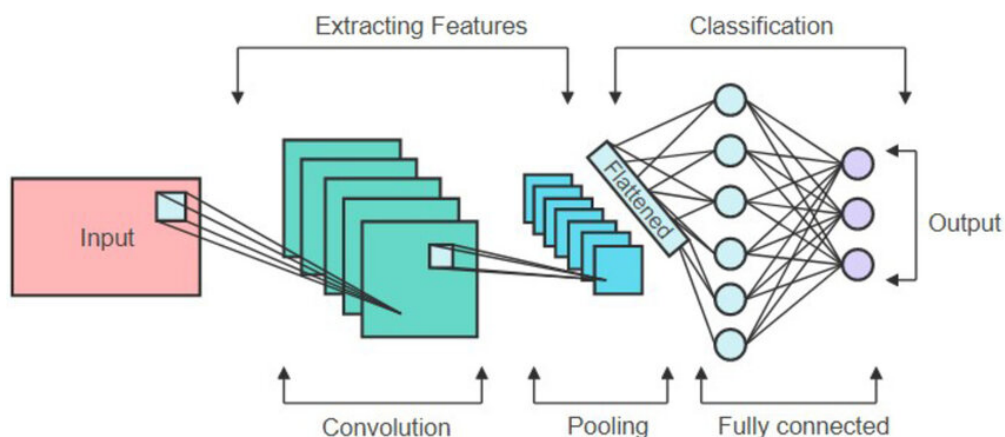 Extracting Features
Classification
Input
Flattened
Output
Convolution
Pooling
Fully connected